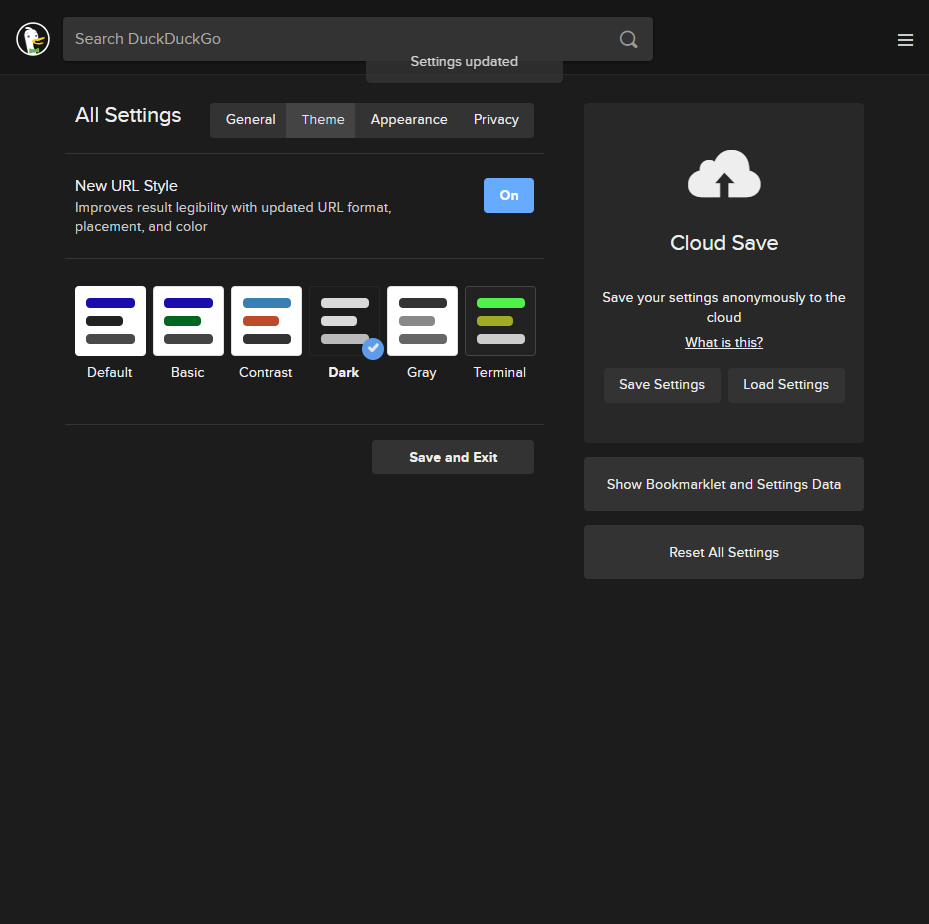 Search DuckDuckGo
Settings updated
All Settings
General
Theme
Appearance
Privacy
New URL Style
Improves result legibility with updated URL format,
placement, and color
On
Default
Basic
Contrast
Dark
Gray
Terminal
Save and Exit
Cloud Save
Save your settings anonymously to the
cloud
What is this?
Save Settings
Load Settings
Show Bookmarklet and Settings Data
Reset All Settings